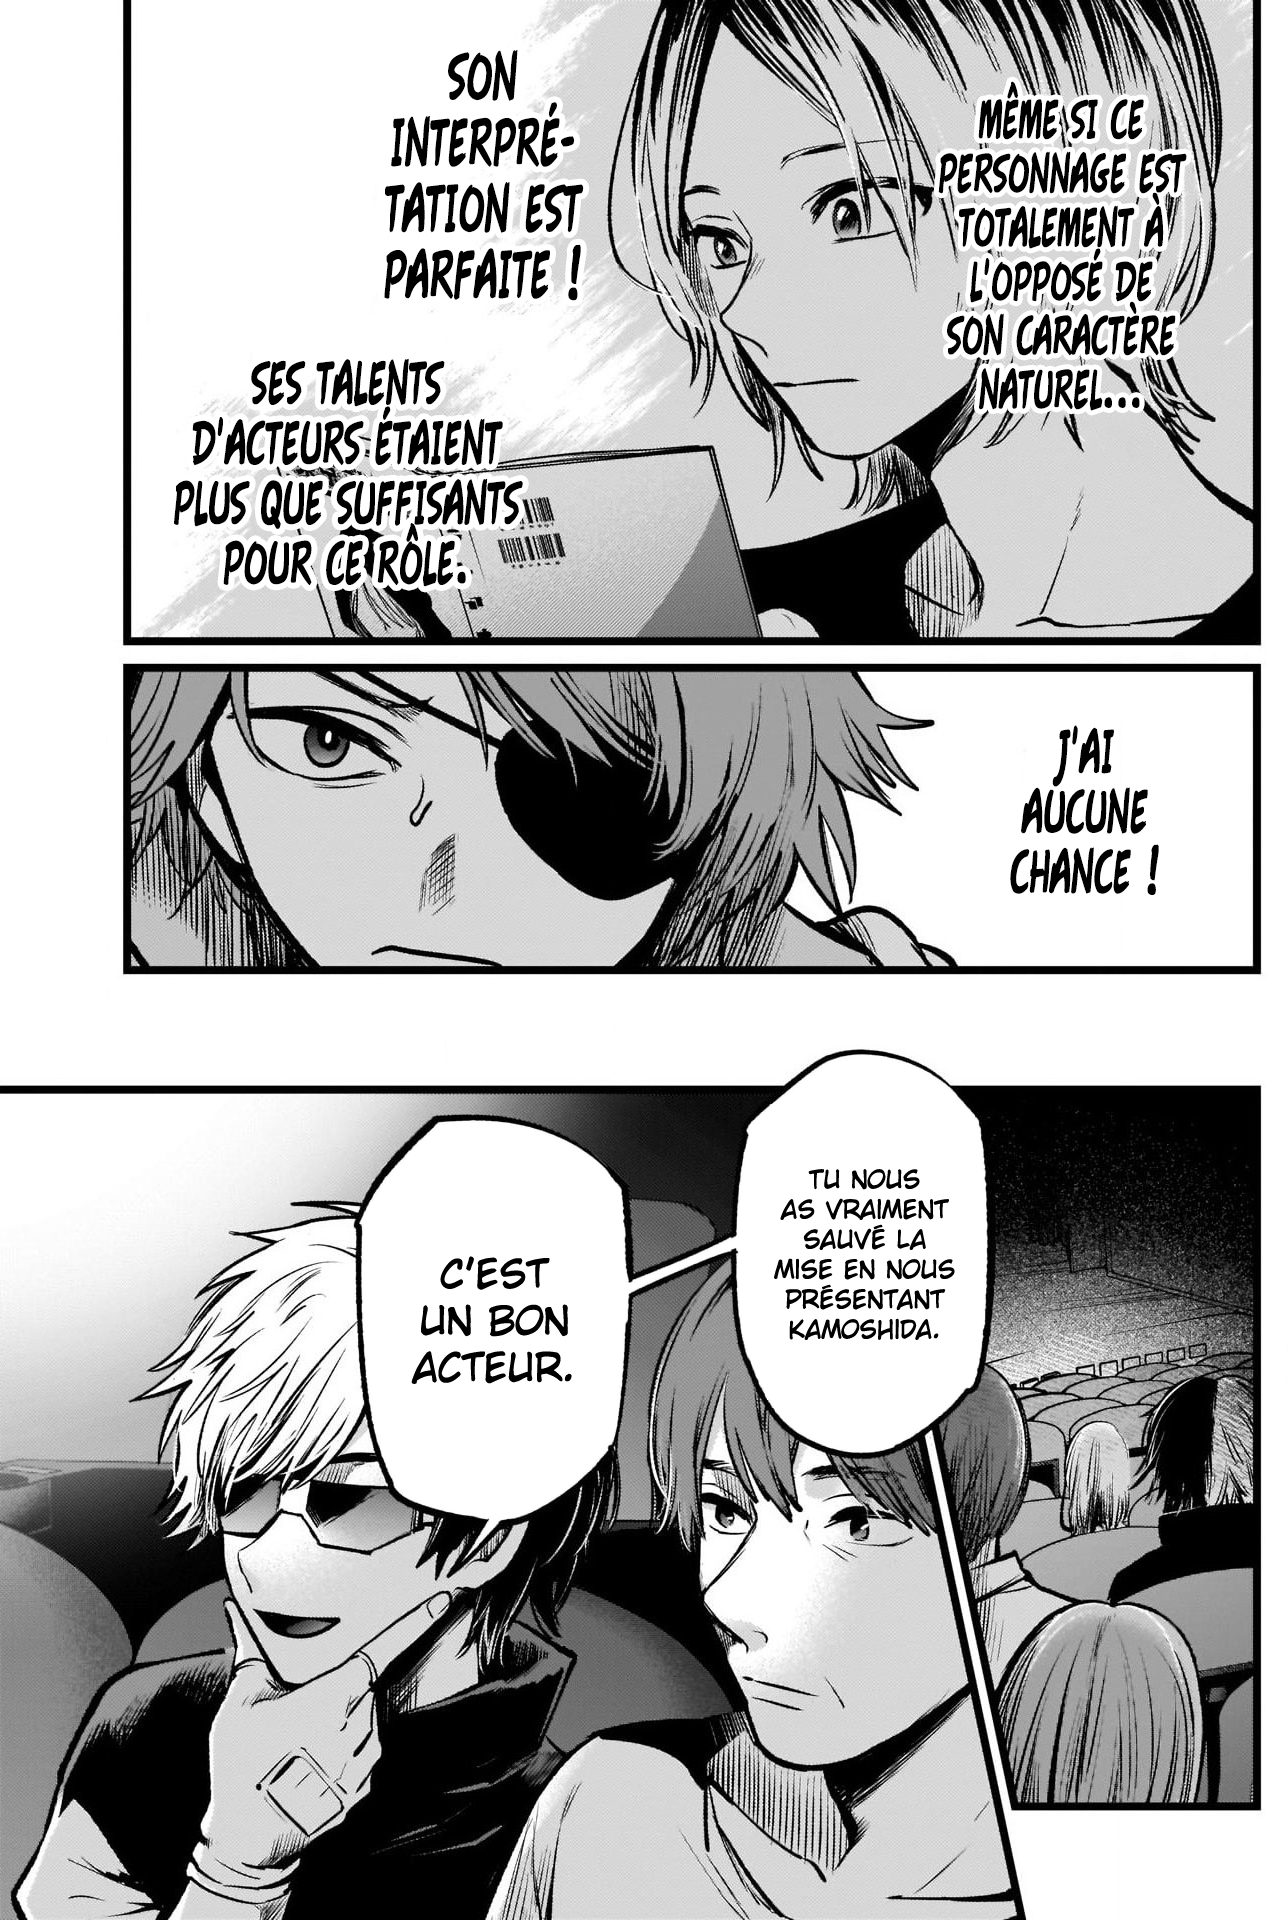 MÊME SI CE
PERSONNAGE EST
TOTALEMENT À
L'OPPOSÉ DE
SON CARACTÈRE
NATUREL...
SON
INTERPRÉ-
TATION EST
PARFAITE !
SES TALENTS
D'ACTEURS ÉTAIENT
PLUS QUE SUFFISANTS
POUR CE RÔLE.
J'AI
AUCUNE
CHANCE !
TU NOUS
AS VRAIMENT
SAUVÉ LA
MISE EN NOUS
PRÉSENTANT
KAMOSHIDA.
C'EST
UN BON
ACTEUR.